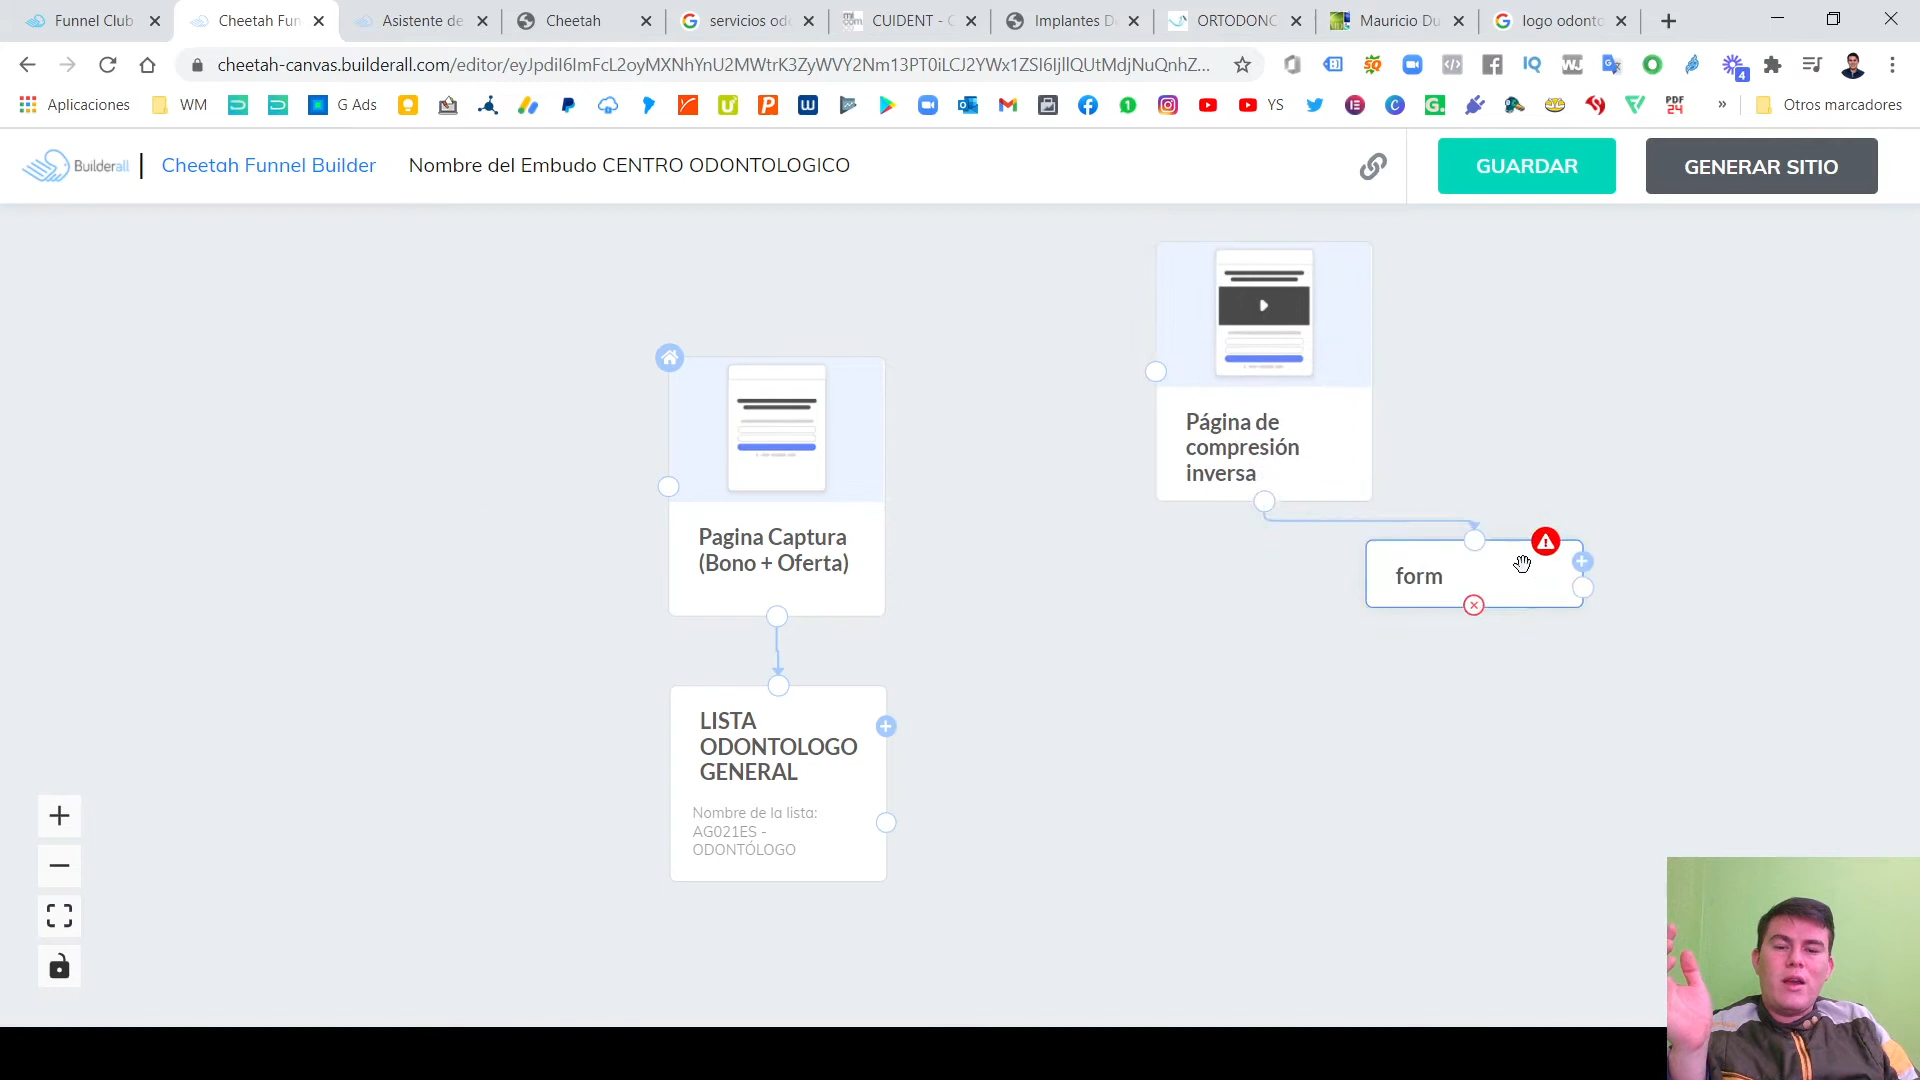 Funnel Club
Cheetah Fun
Asistente de
Cheetah
servicios od
CUIDENT - C
Implantes D
ORTODONC
Mauricio Du
logo odont
cheetah-canvas.builderall.com/editor/eyJpdiI6ImFcL2oyMXNhYnU2MWtrK3ZyWVY2Nm13PT0iLCJ2YWx1ZSI6IjllQUtMdjNuQnhZ...
Aplicaciones
WM
G Ads
YS
Otros marcadores
Builderall
Cheetah Funnel Builder
Nombre del Embudo CENTRO ODONTOLOGICO
GUARDAR
GENERAR SITIO
Página de
compresión
inversa
Pagina Captura
(Bono + Oferta)
form
LISTA
ODONTOLOGO
GENERAL
Nombre de la lista:
AG021ES -
ODONTÓLOGO